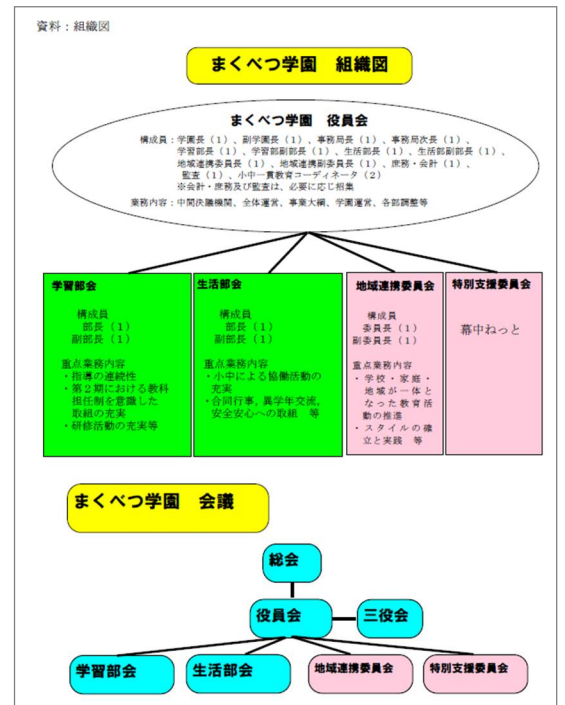 資料：組織図
まくべつ学園　組織図
まくべつ学園　役員会
構成員：学園長（1）、副学園長（1）、事務局長（1）、事務局次長（1）、
学習部長（1）、学習部副部長（1）、生活部長（1）、生活部副部長（1）、
地域連携委員長（1）、地域連携副委員長（1）、庶務・会計（1）、
監査（1）、小中一貫教育コーディネータ（2）
※会計・庶務及び監査は、必要に応じ招集
業務内容：中間決議機関、全体運営、事業大綱、学園運営、各部調整等
学習部会
構成員
部長（1）
副部長（1）
重点業務内容
・指導の連続性
・第2期における教科
担任制を意識した
取組の充実
・研修活動の充実等
生活部会
構成員
部長（1）
副部長（1）
重点業務内容
・小中による協働活動の
充実
・合同行事，異学年交流，
安全安心への取組　等
地域連携委員会
構成員
委員長（1）
副委員長（1）
重点業務内容
・学校・家庭・
地域が一体と
なった教育活
動の推進
・スタイルの確
立と実践　等
特別支援委員会
幕中ねっと
まくべつ学園　会議
総会
役員会
三役会
学習部会
生活部会
地域連携委員会
特別支援委員会